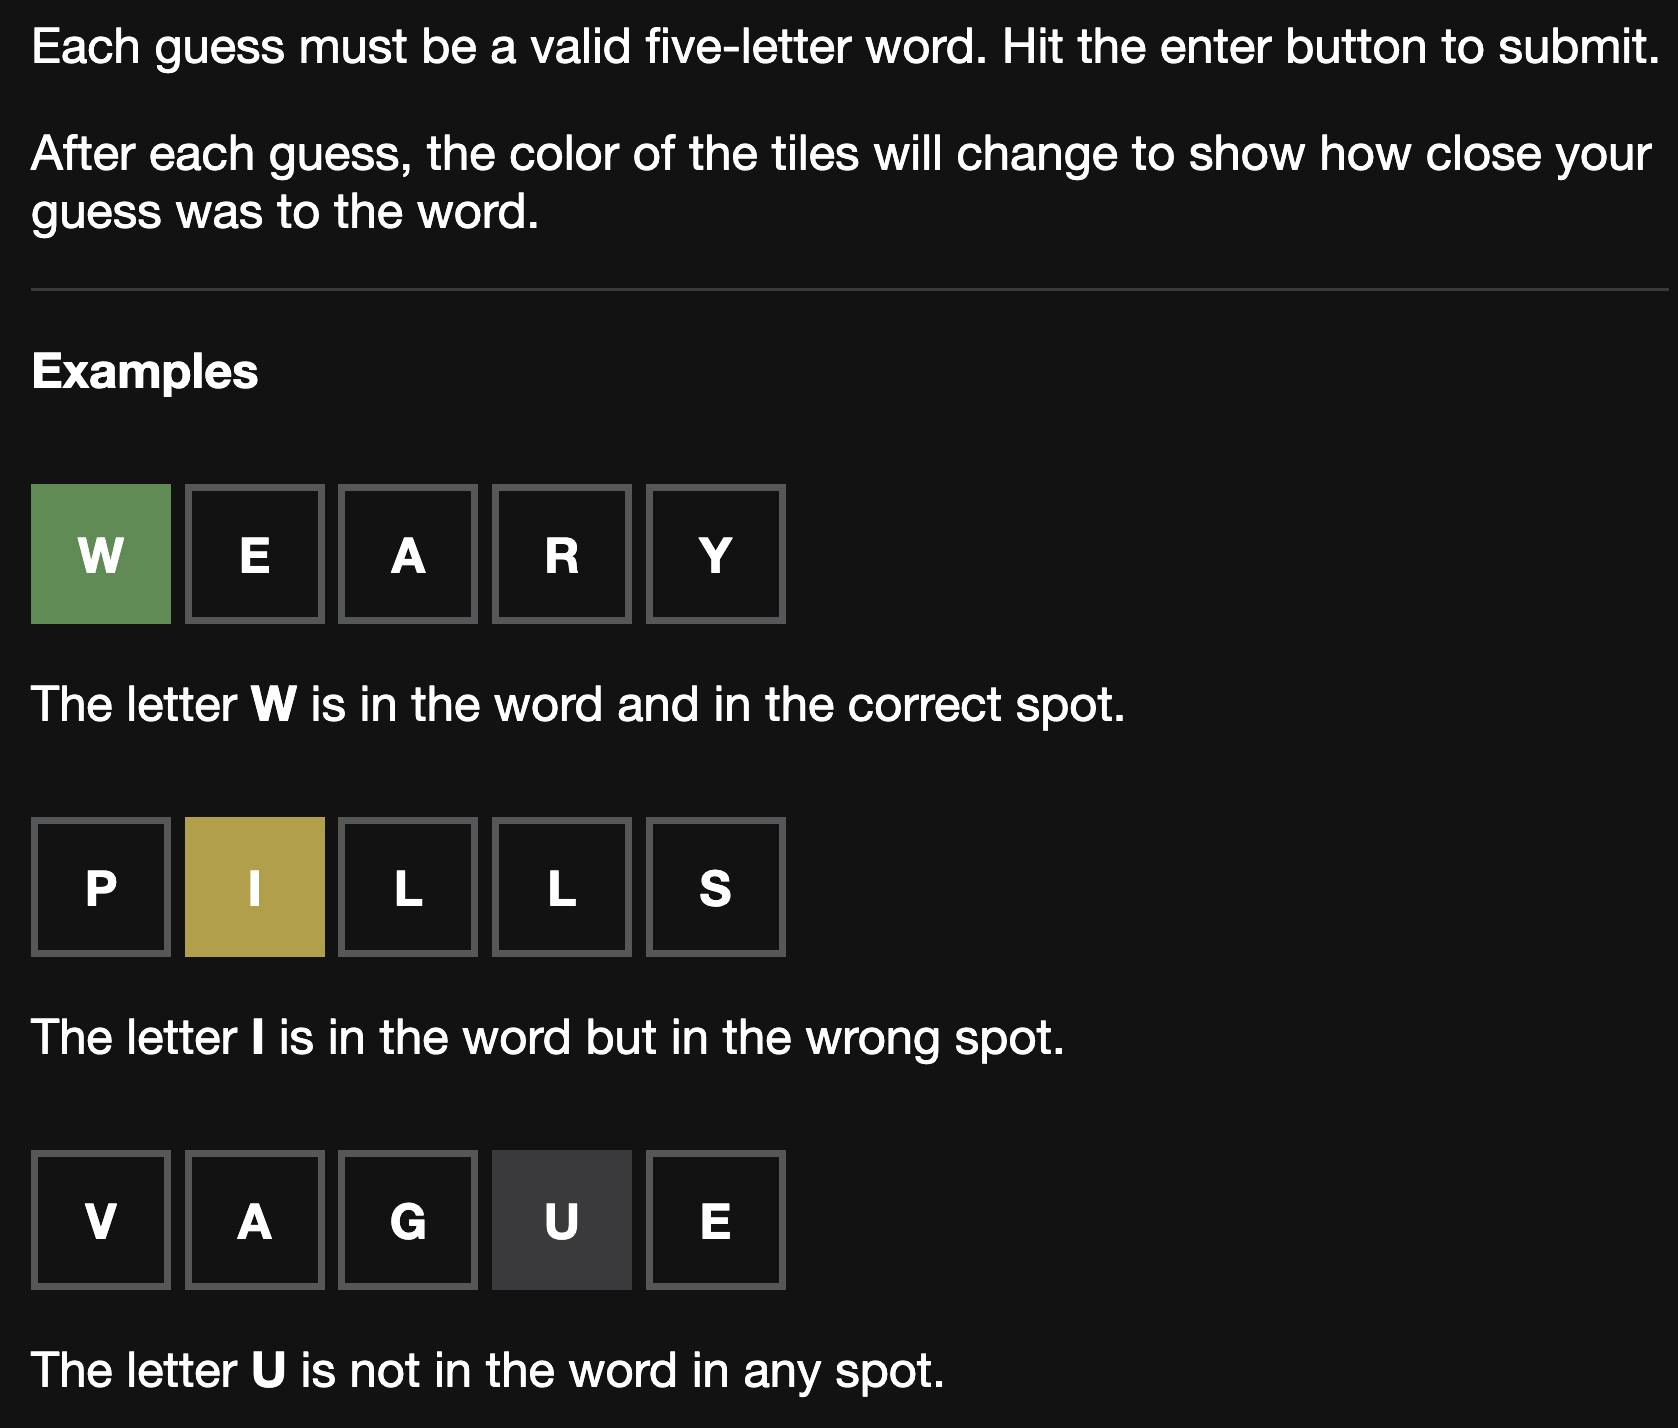 Each guess must be a valid five-letter word. Hit the enter button to submit.
After each guess, the color of the tiles will change to show how close your
guess was to the word.
Examples
W E A R Y
The letter W is in the word and in the correct spot.
P I L L S
The letter I is in the word but in the wrong spot.
V A G U E
The letter U is not in the word in any spot.